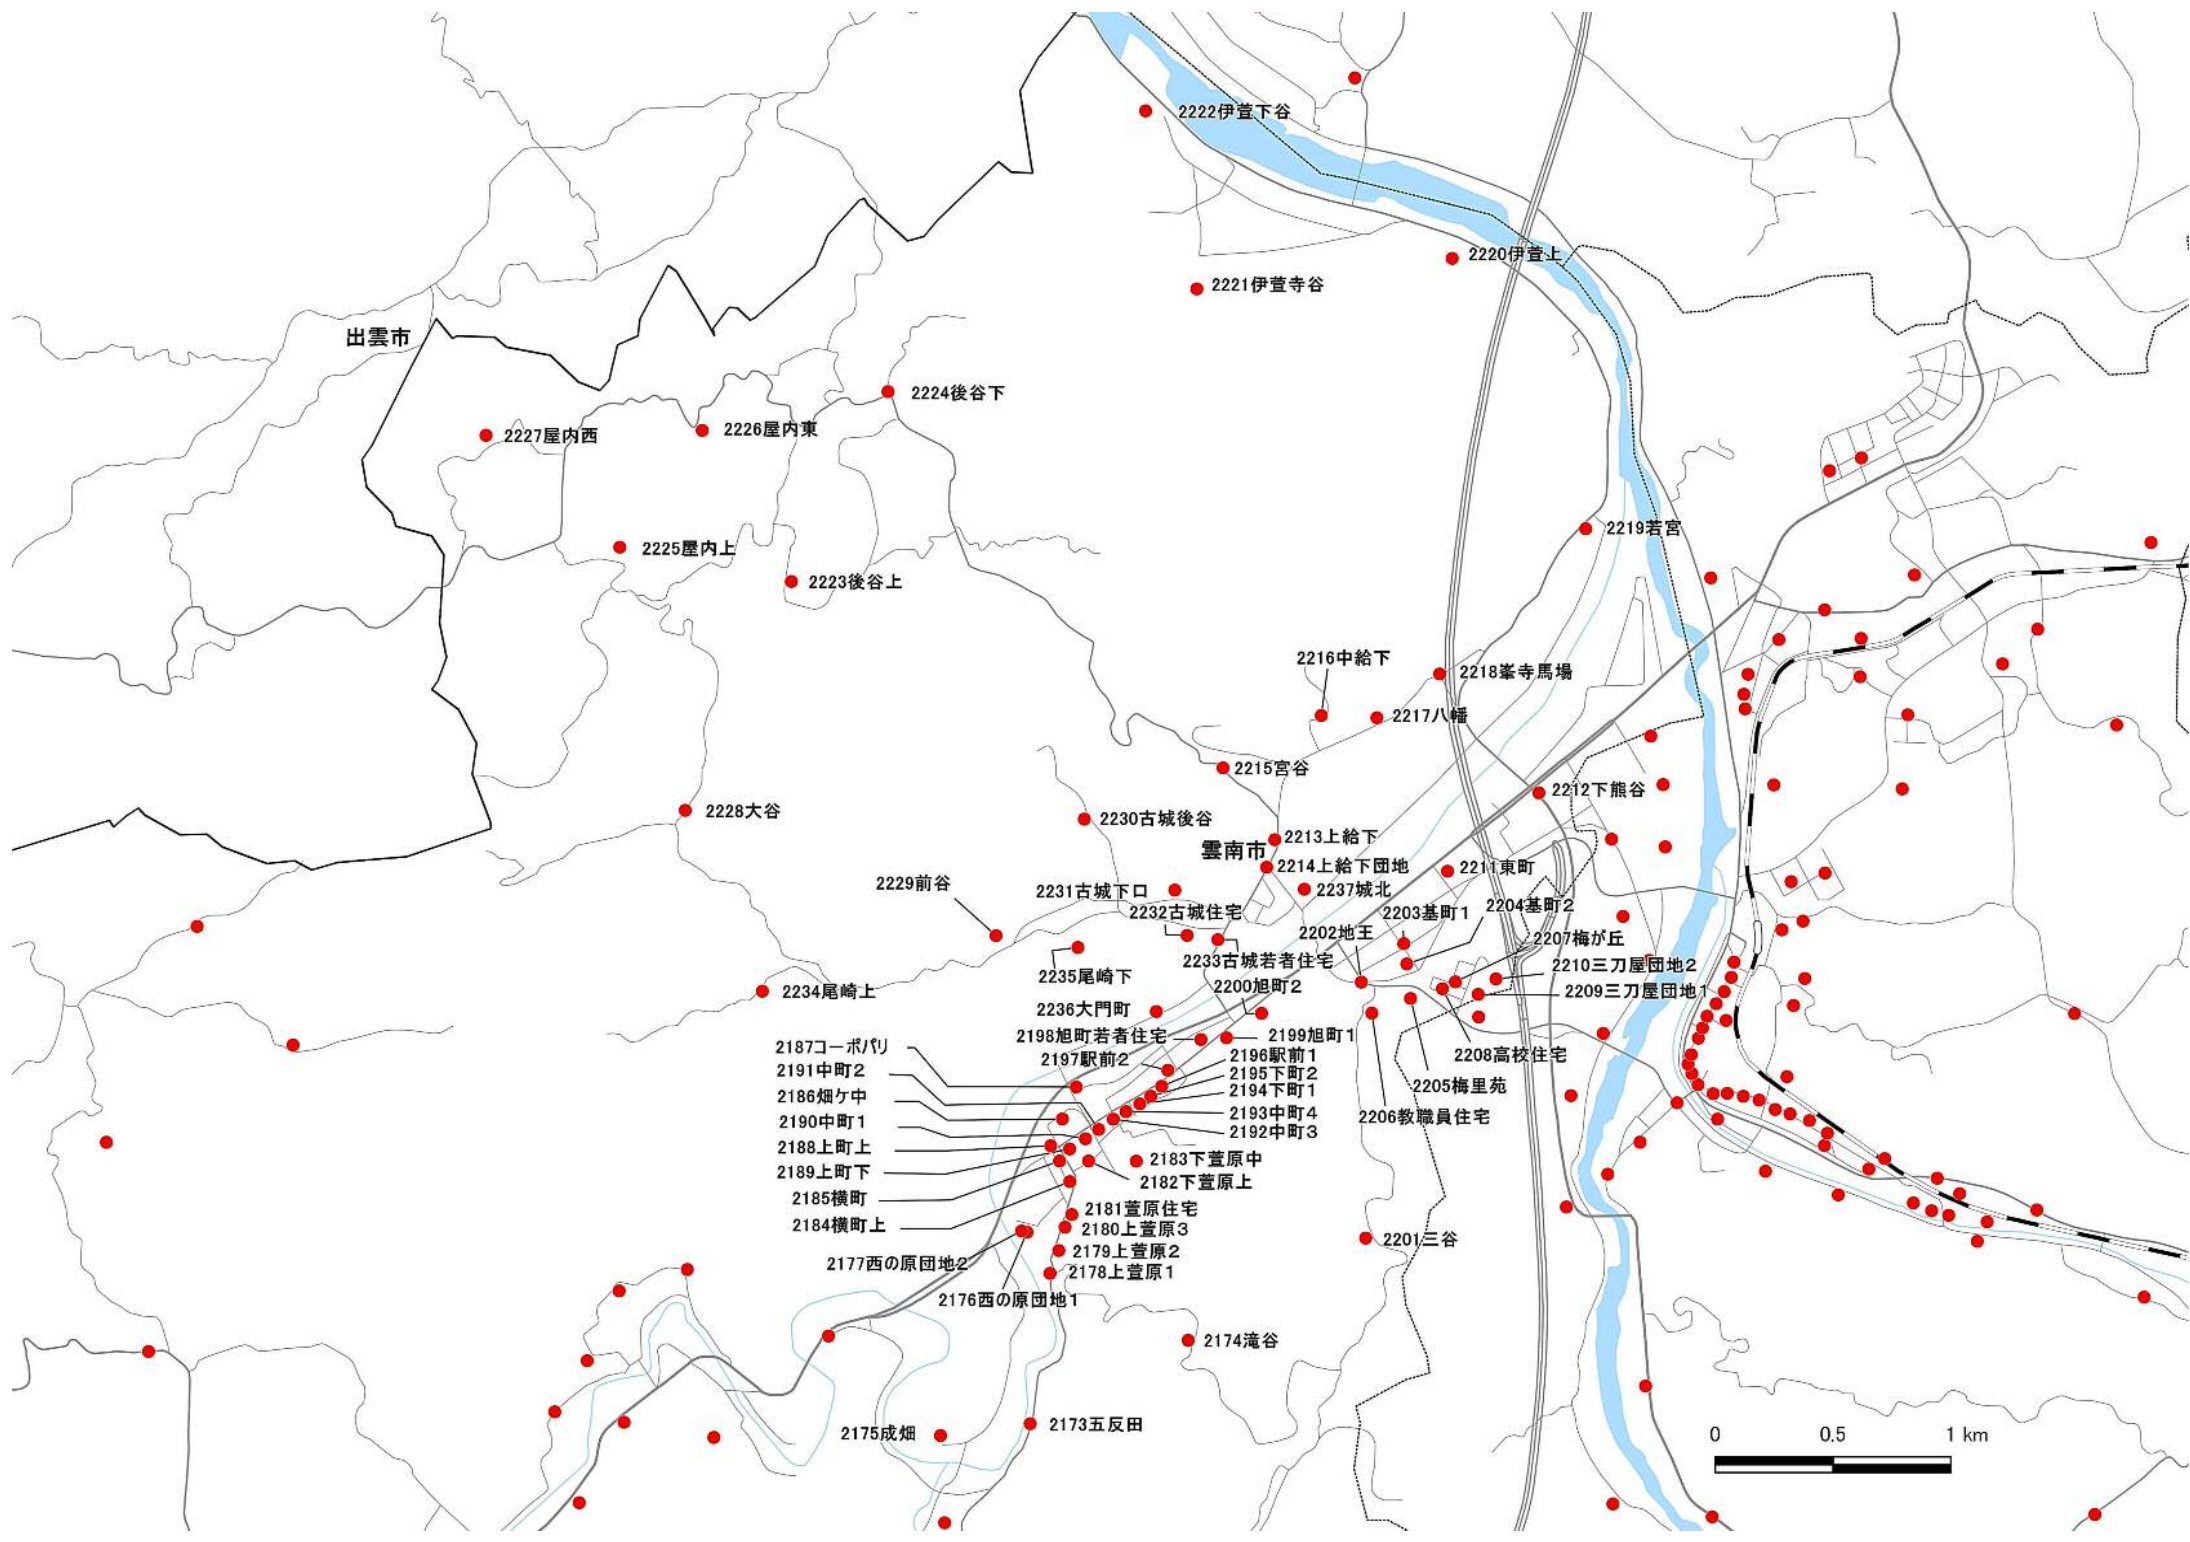 2222伊萱下谷
2220伊萱上
2221伊萱寺谷
出雲市
2224後谷下
2226屋内東
2227屋内西
2219若宮
2225屋内上
2223後谷上
2216中給下
2218峯寺馬場
2217八幡
2215宮谷
2212下熊谷
2228大谷
2230古城後谷
2213上給下
雲南市
2214上給下団地
2211東町
2229前谷
2231古城下口
2237城北
2204基町2
2232古城住宅
2203基町1
2202地王
2207梅が丘
2233古城若者住宅
2210三刀屋団地2
2235尾崎下
2200旭町2
2209三刀屋団地1
2234尾崎上
2236大門町
2198旭町若者住宅
2199旭町1
2187コーポパリ
2197駅前2
2196駅前1
2208高校住宅
2191中町2
2195下町2
2205梅里苑
2186畑ケ中
2194下町1
2193中町4
2206教職員住宅
2190中町1
2192中町3
2188上町上
2183下萱原中
2189上町下
2182下萱原上
2185横町
2181萱原住宅
2184横町上
2180上萱原3
2201三谷
2179上萱原2
2177西の原団地2
2178上萱原1
2176西の原団地1
2174滝谷
2175成畑
2173五反田
0 0.5 1 km